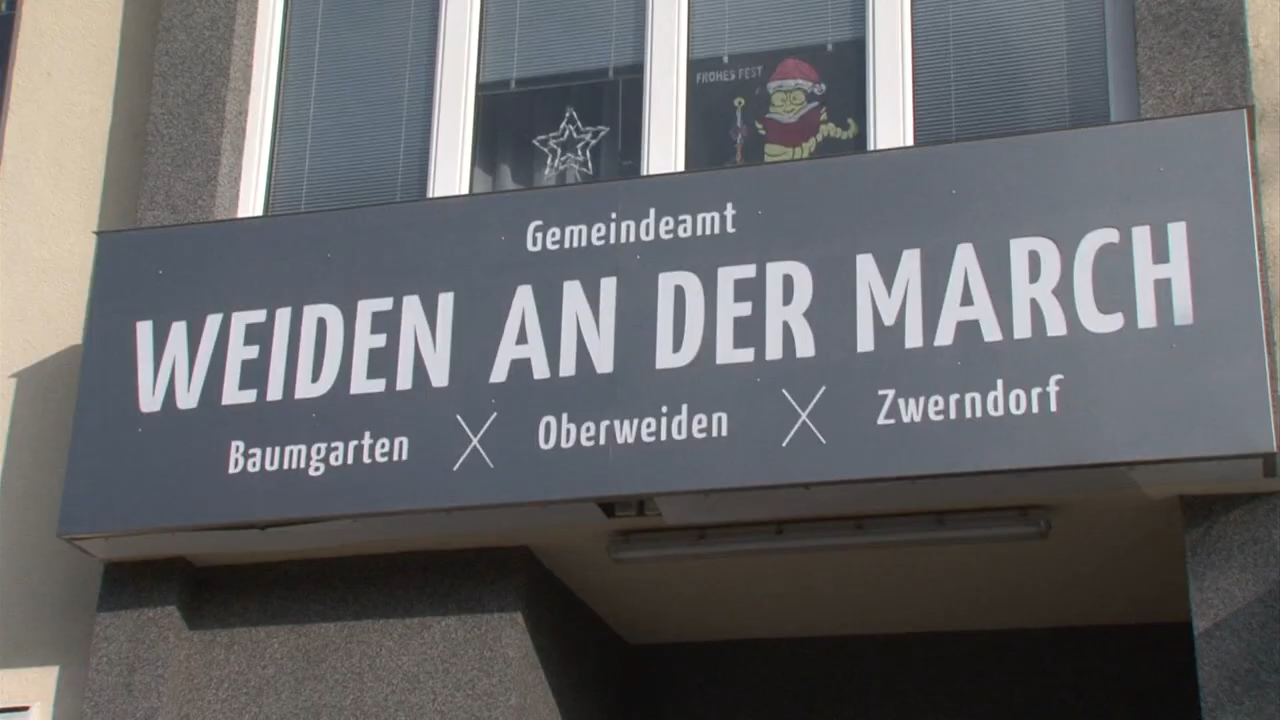 FROHES FEST
Gemeindeamt
WEIDEN AN DER MARCH
Baumgarten X Oberweiden X Zwerndorf